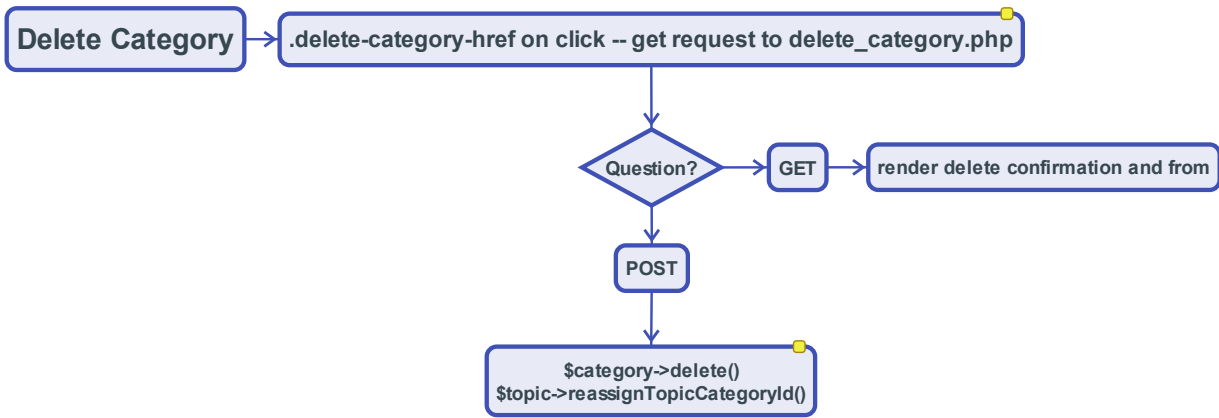 Delete Category
.delete-category-href on click -- get request to delete_category.php
Question?
GET
render delete confirmation and from
POST
$category->delete()
$topic->reassignTopicCategoryId()